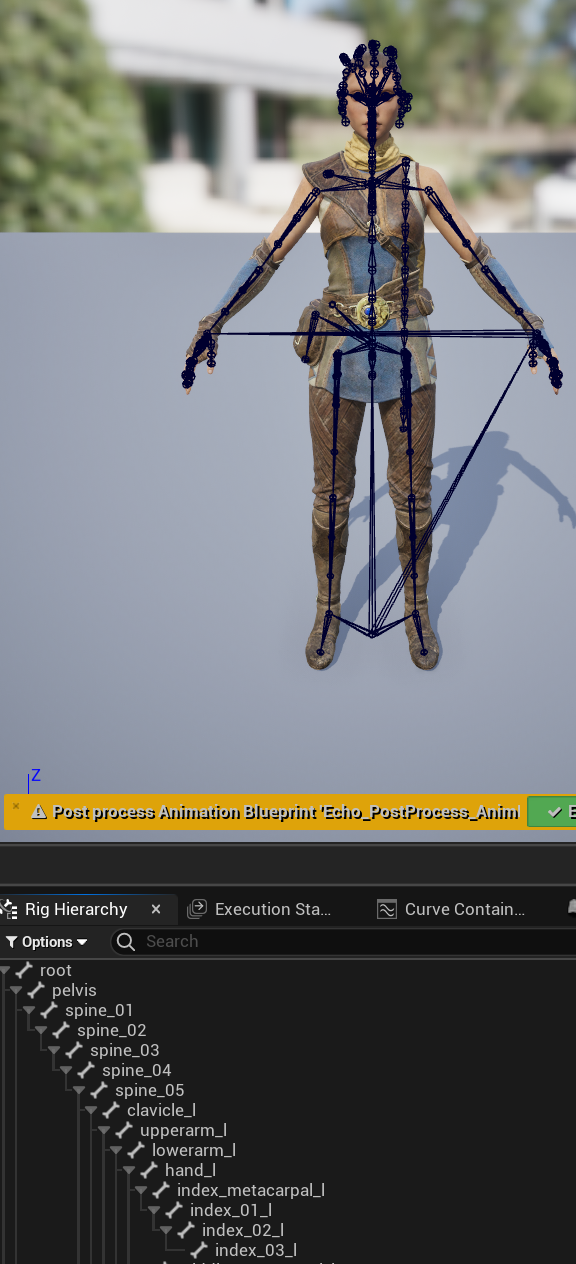 Z
Post process Animation Blueprint 'Echo_PostProcess_Anim
Rig Hierarchy
Execution Sta...
Curve Contain...
Options
Search
root
pelvis
spine_01
spine_02
spine_03
spine_04
spine_05
clavicle_l
upperarm_l
lowerarm_l
hand_l
index_metacarpal_l
index_01_l
index_02_l
index_03_l